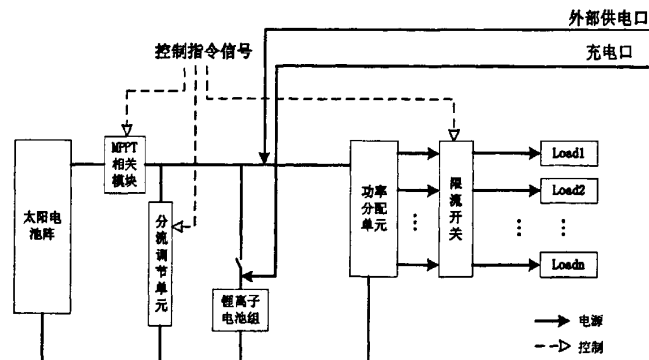 外部供电口
充电口
控制指令信号
MPPT
相关
模块
太阳电
池阵
分流调节单元
锂离子
电池组
功率
分配
单元
限流开关
Load1
Load2
⋮
⋮
⋮
Loadn
电源
控制